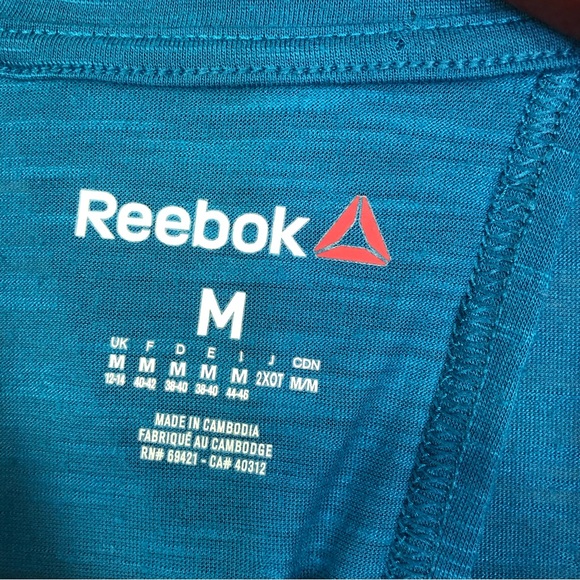 Reebok
M
UK F D E I J CDN
M M M M M 2XOT M/M
12-14 40-42 36-40 38-40 44-46
MADE IN CAMBODIA
FABRIQUÉ AU CAMBODGE
RN# 69421 - CA# 40312